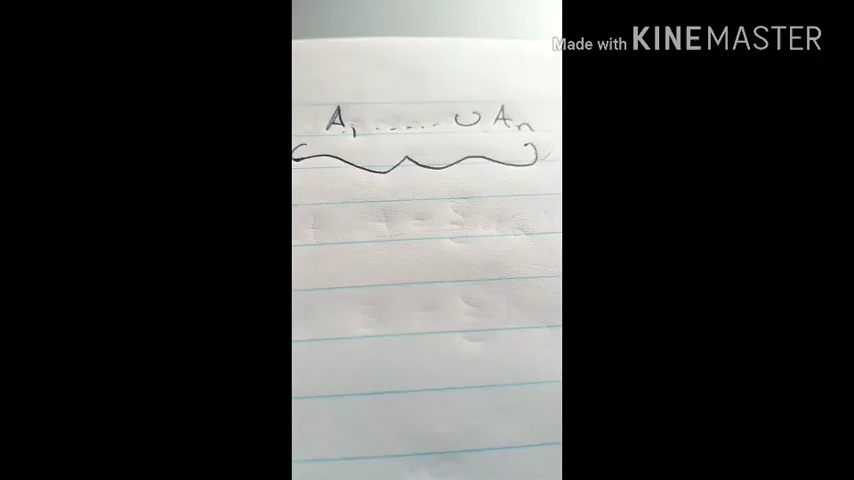 Made with KINEMASTER
A₁ ...... ∪ Aₙ